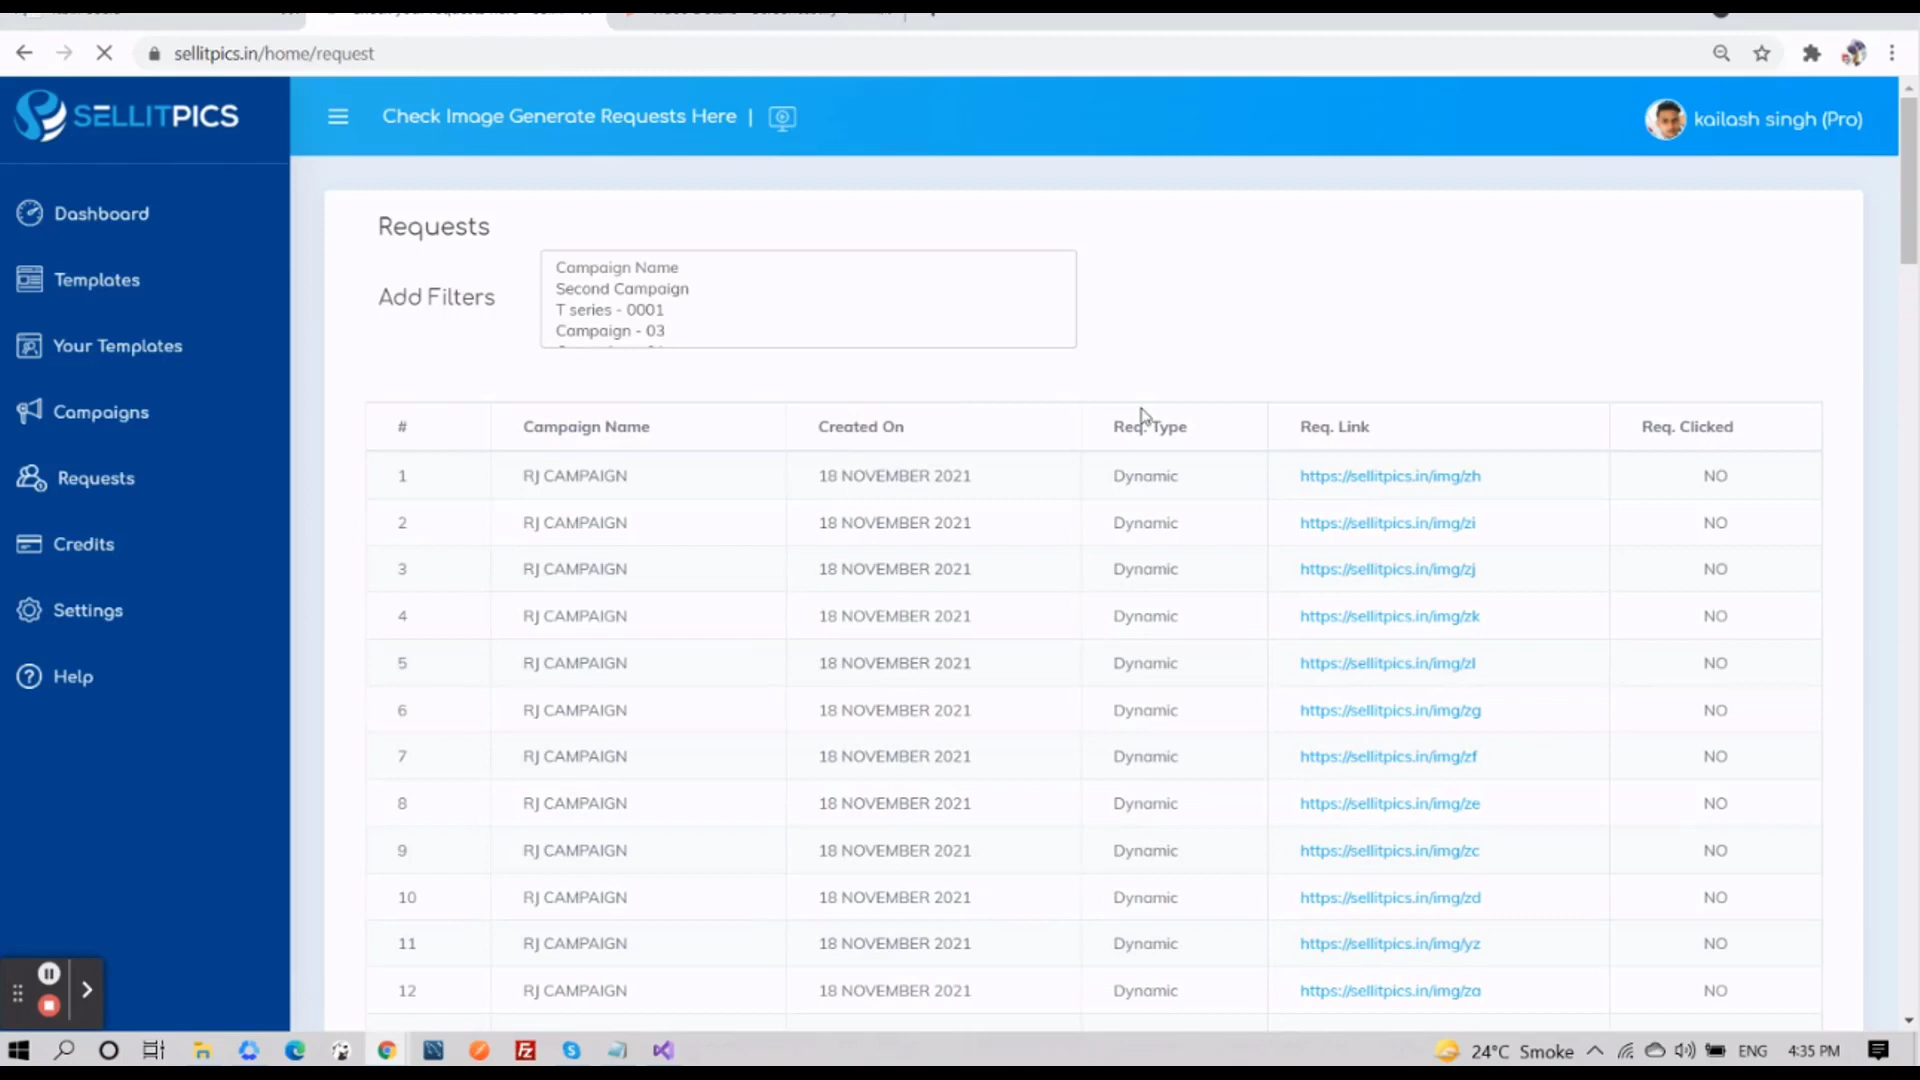 sellitpics.in/home/request
SELLITPICS
Check Image Generate Requests Here |
kailash singh (Pro)
Dashboard
Templates
Your Templates
Campaigns
Requests
Credits
Settings
Help
Requests
Add Filters
Campaign Name
Second Campaign
T series - 0001
Campaign - 03
# Campaign Name Created On Req. Type Req. Link Req. Clicked
1 RJ CAMPAIGN 18 NOVEMBER 2021 Dynamic https://sellitpics.in/img/zh NO
2 RJ CAMPAIGN 18 NOVEMBER 2021 Dynamic https://sellitpics.in/img/zi NO
3 RJ CAMPAIGN 18 NOVEMBER 2021 Dynamic https://sellitpics.in/img/zj NO
4 RJ CAMPAIGN 18 NOVEMBER 2021 Dynamic https://sellitpics.in/img/zk NO
5 RJ CAMPAIGN 18 NOVEMBER 2021 Dynamic https://sellitpics.in/img/zl NO
6 RJ CAMPAIGN 18 NOVEMBER 2021 Dynamic https://sellitpics.in/img/zg NO
7 RJ CAMPAIGN 18 NOVEMBER 2021 Dynamic https://sellitpics.in/img/zf NO
8 RJ CAMPAIGN 18 NOVEMBER 2021 Dynamic https://sellitpics.in/img/ze NO
9 RJ CAMPAIGN 18 NOVEMBER 2021 Dynamic https://sellitpics.in/img/zc NO
10 RJ CAMPAIGN 18 NOVEMBER 2021 Dynamic https://sellitpics.in/img/zd NO
11 RJ CAMPAIGN 18 NOVEMBER 2021 Dynamic https://sellitpics.in/img/yz NO
12 RJ CAMPAIGN 18 NOVEMBER 2021 Dynamic https://sellitpics.in/img/za NO
24°C Smoke ENG 4:35 PM